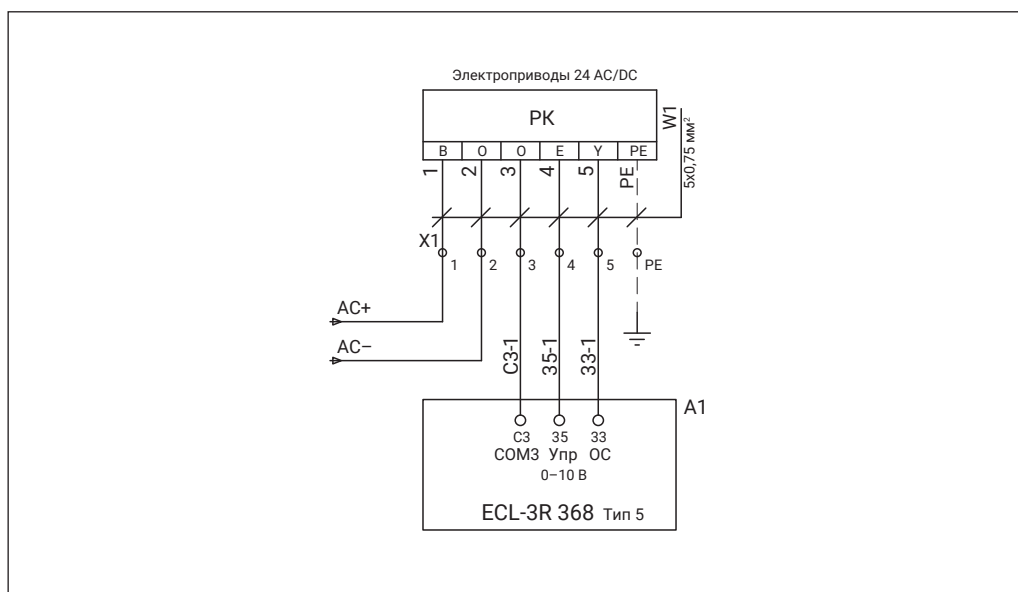 Электроприводы 24 AC/DC
РК
W1
5x0,75 мм²
В О О Е Y PE
1 2 3 4 5 PE
X1
1 2 3 4 5 PE
AC+
AC–
C3-1 35-1 33-1
A1
C3 35 33
COM3 Упр ОС
0–10 В
ECL-3R 368 Тип 5